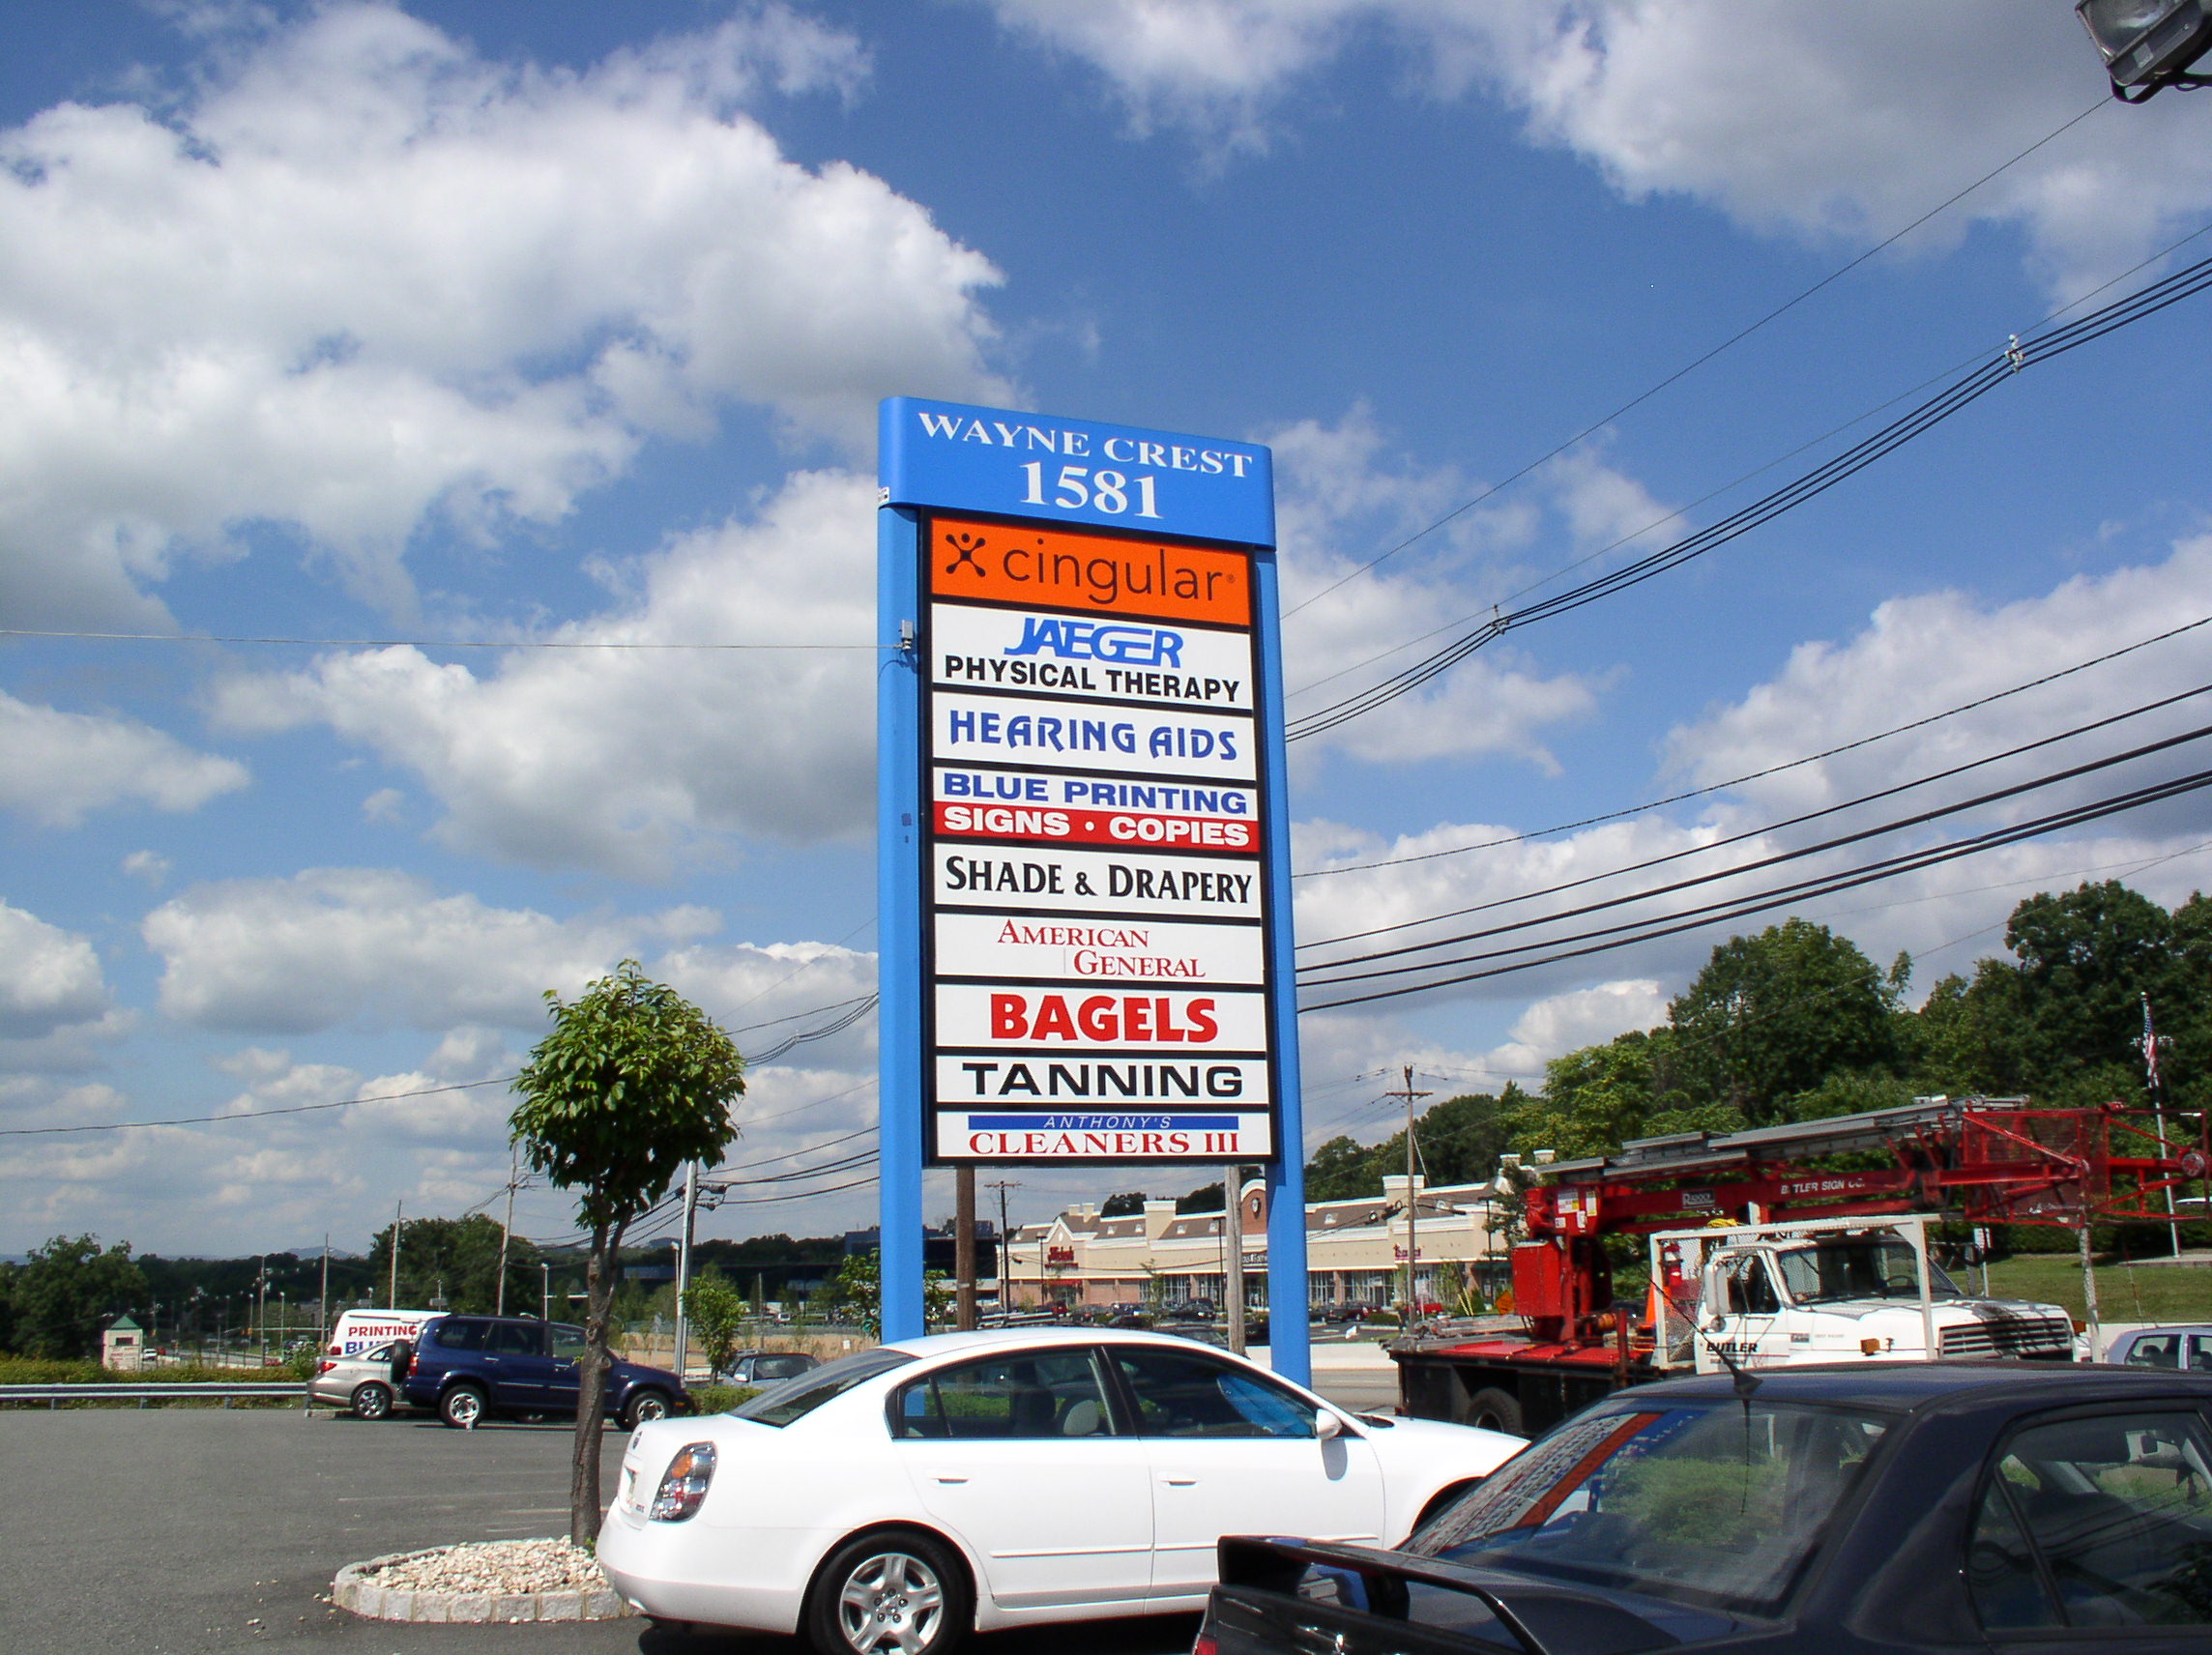 WAYNE CREST
1581
cingular
JAEGER
PHYSICAL THERAPY
HEARING AIDS
BLUE PRINTING
SIGNS • COPIES
SHADE & DRAPERY
AMERICAN
GENERAL
BAGELS
TANNING
ANTHONY'S
CLEANERS III
PRINTING
BUTLER SIGN CO.
BUTLER